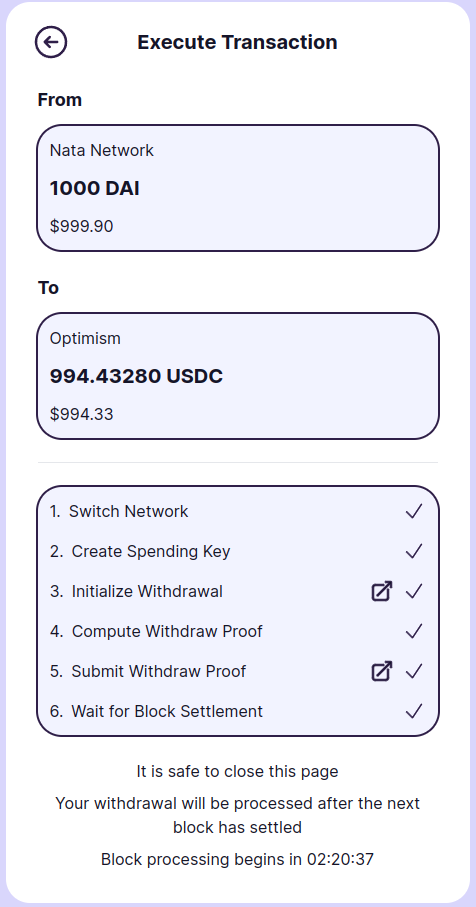 Execute Transaction
From
Nata Network
1000 DAI
$999.90
To
Optimism
994.43280 USDC
$994.33
1. Switch Network
2. Create Spending Key
3. Initialize Withdrawal
4. Compute Withdraw Proof
5. Submit Withdraw Proof
6. Wait for Block Settlement
It is safe to close this page
Your withdrawal will be processed after the next
block has settled
Block processing begins in 02:20:37